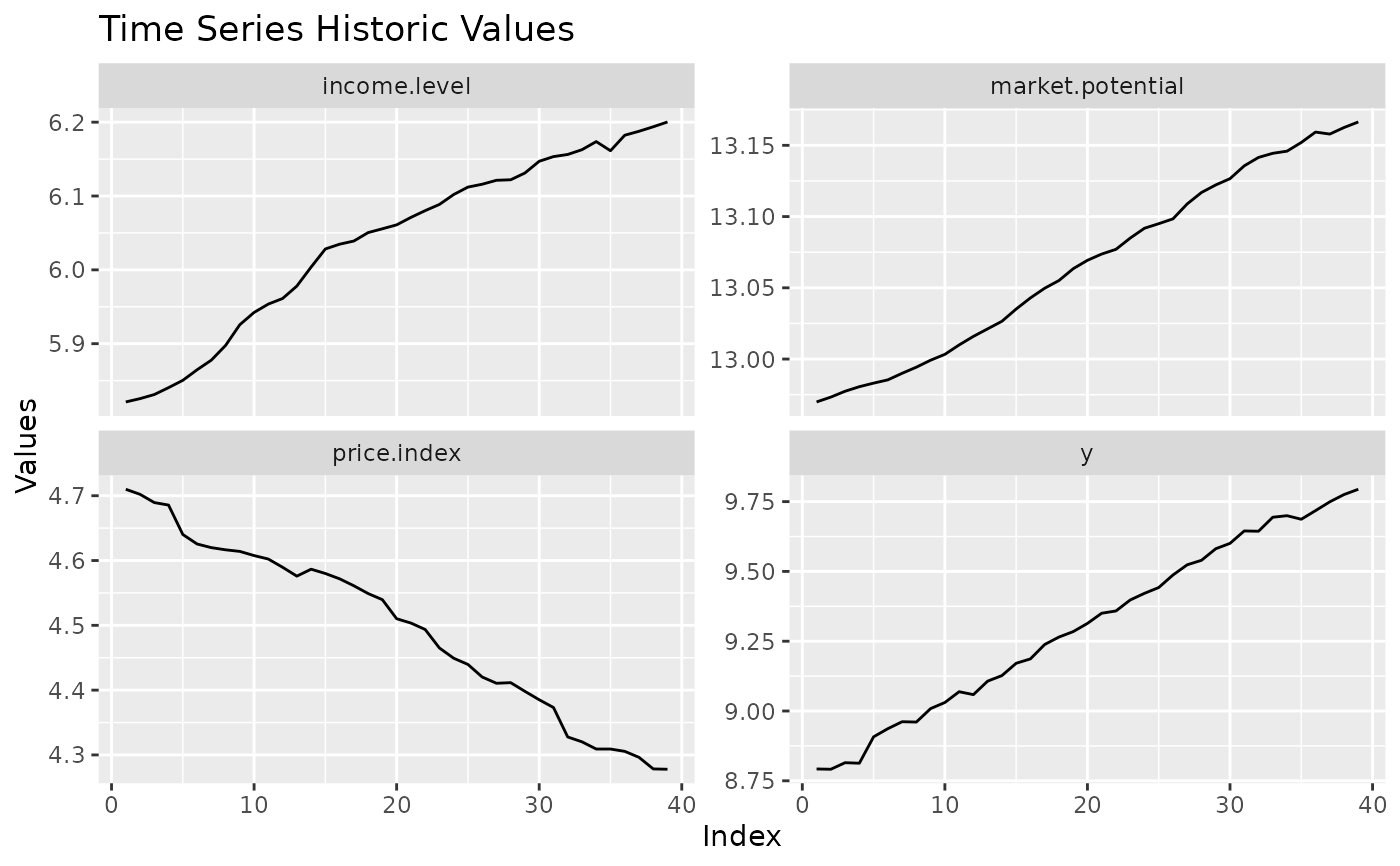 Time Series Historic Values
income.level
market.potential
6.2
6.1
6.0
5.9
13.15
13.10
13.05
13.00
price.index
y
4.7
4.6
4.5
4.4
4.3
9.75
9.50
9.25
9.00
8.75
0 10 20 30 40
0 10 20 30 40
Values
Index